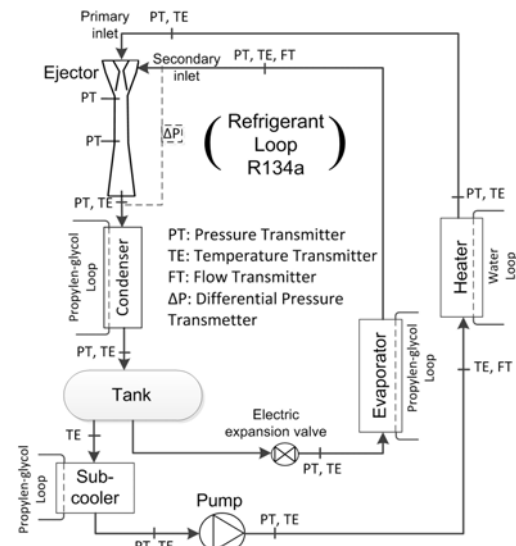 Primary
inlet
PT, TE
Ejector
Secondary
inlet
PT, TE, FT
PT
ΔP
Refrigerant
Loop
R134a
PT
PT, TE
PT, TE
Propylen-glycol
Loop
Condenser
PT: Pressure Transmitter
TE: Temperature Transmitter
FT: Flow Transmitter
ΔP: Differential Pressure
Transmetter
Heater
Water
Loop
PT, TE
Evaporator
Propylen-glycol
Loop
TE, FT
Tank
Electric
expansion valve
TE
PT, TE
Propylen-glycol
Loop
Sub-
cooler
Pump
PT, TE
PT, TE